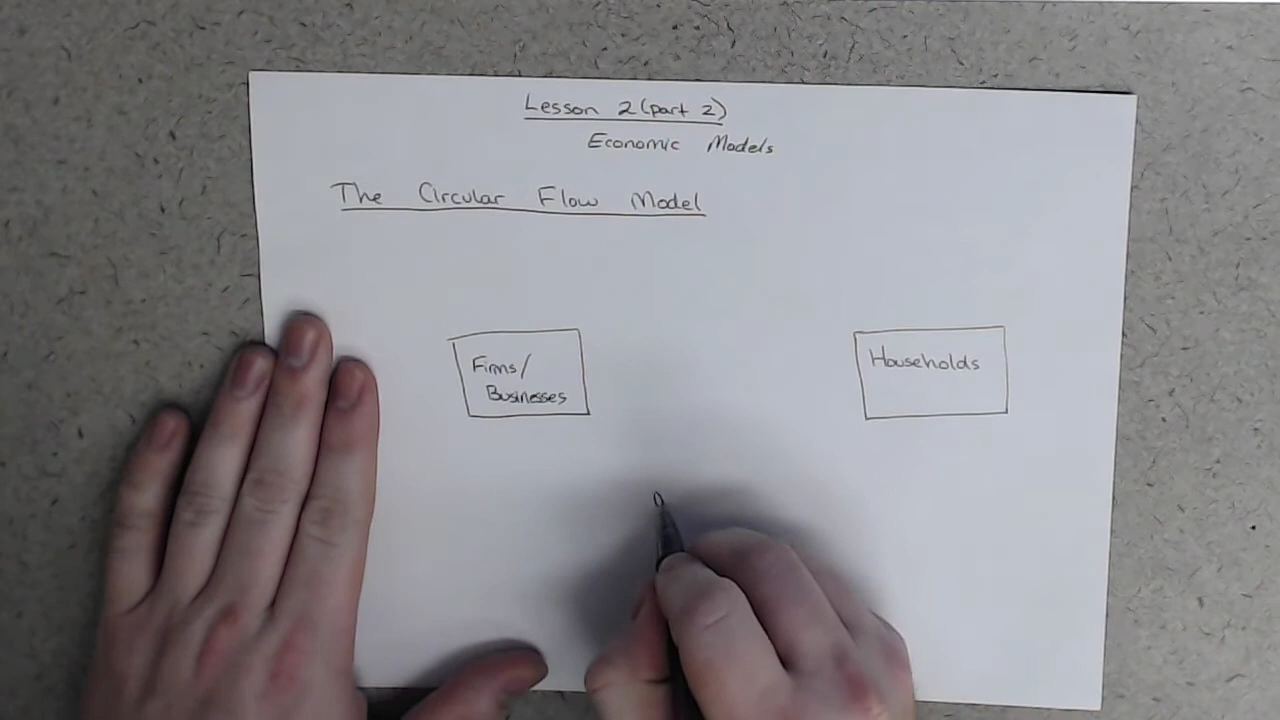 Lesson 2 (part 2)
Economic Models
The Circular Flow Model
Firms/
Businesses
Households